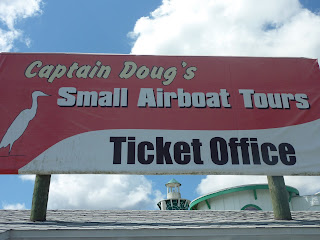 Captain Doug's
Small Airboat Tours
Ticket Office